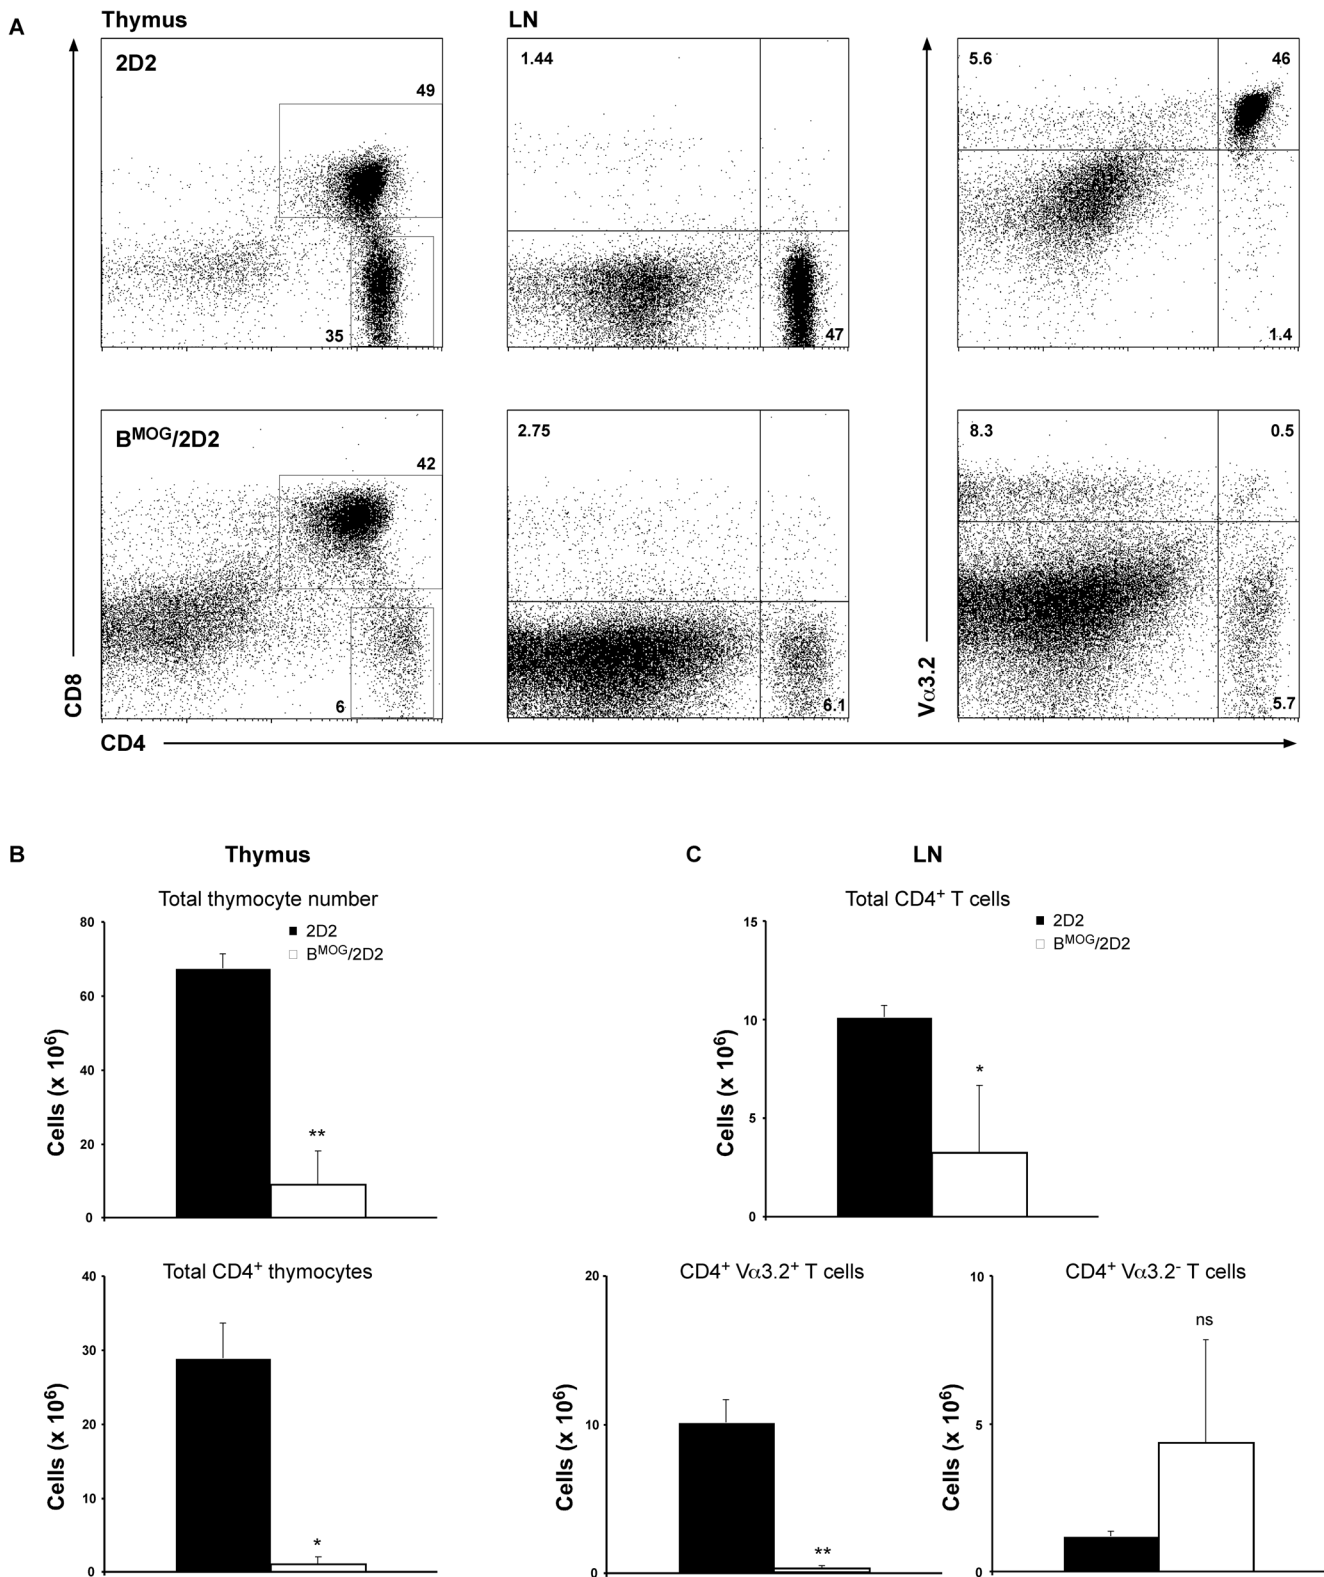 A
Thymus
LN
2D2
49
35
1.44
47
5.6
46
1.4
B^MOG/2D2
42
6
2.75
6.1
8.3
0.5
5.7
CD8
Vα3.2
CD4
B
Thymus
Total thymocyte number
2D2
B^MOG/2D2
Cells (x 10^6)
80
60
40
20
0
**
Total CD4^+ thymocytes
Cells (x 10^6)
40
30
20
10
0
*
C
LN
Total CD4^+ T cells
2D2
B^MOG/2D2
Cells (x 10^6)
15
10
5
0
*
CD4^+ Vα3.2^+ T cells
Cells (x 10^6)
20
10
0
**
CD4^+ Vα3.2^- T cells
Cells (x 10^6)
10
5
0
ns